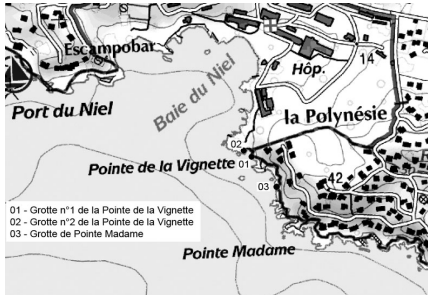 Escampobar
Baie du Niel
Hôp.
14
Port du Niel
la Polynésie
02
Pointe de la Vignette
01
03
42
01 - Grotte n°1 de la Pointe de la Vignette
02 - Grotte n°2 de la Pointe de la Vignette
03 - Grotte de Pointe Madame
Pointe Madame